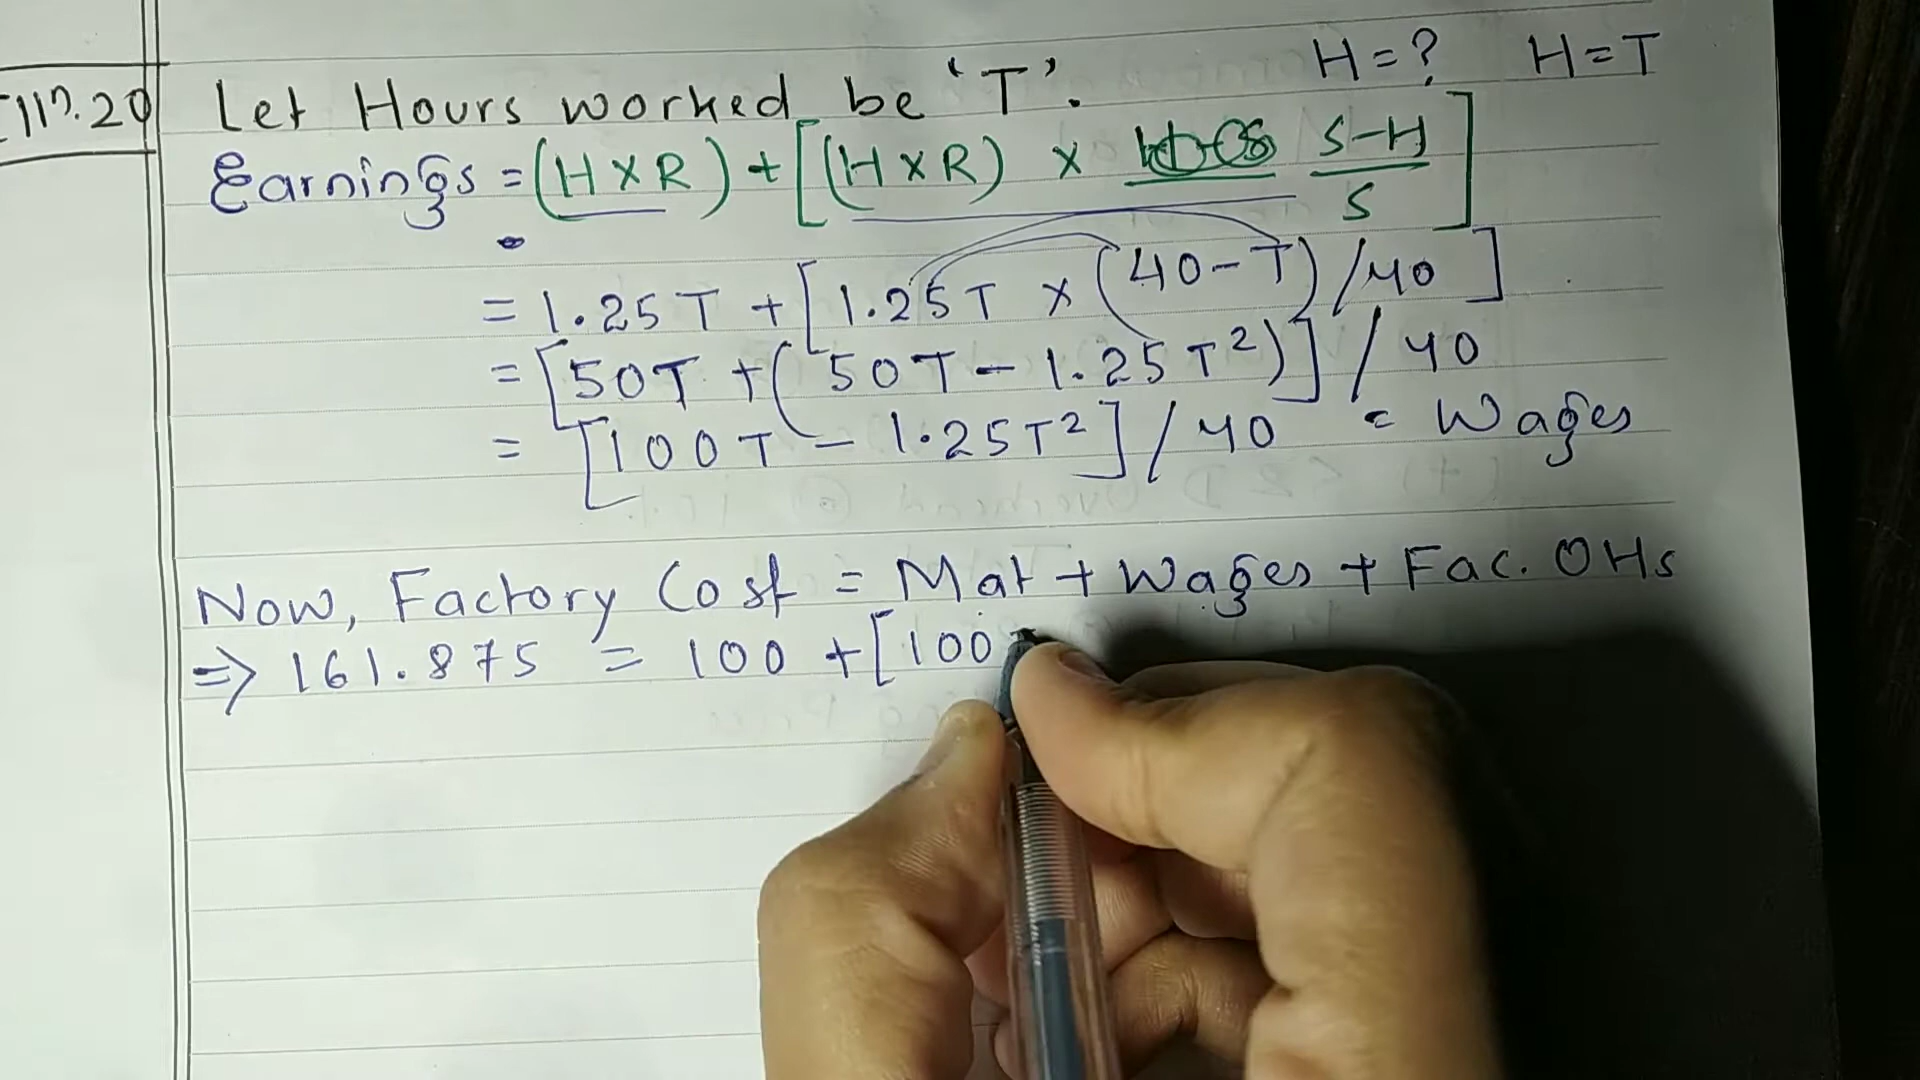 Ill?.20
Let Hours worked be 'T'. H=? H=T
Earnings = (H×R) + [(H×R) × S-H / S]
= 1.25T + [1.25T × (40-T)/40]
= [50T + (50T - 1.25T²)] / 40
= [100T - 1.25T²] / 40 = Wages
Now, Factory Cost = Mat + Wages + Fac. OHs
⇒ 161.875 = 100 + [100